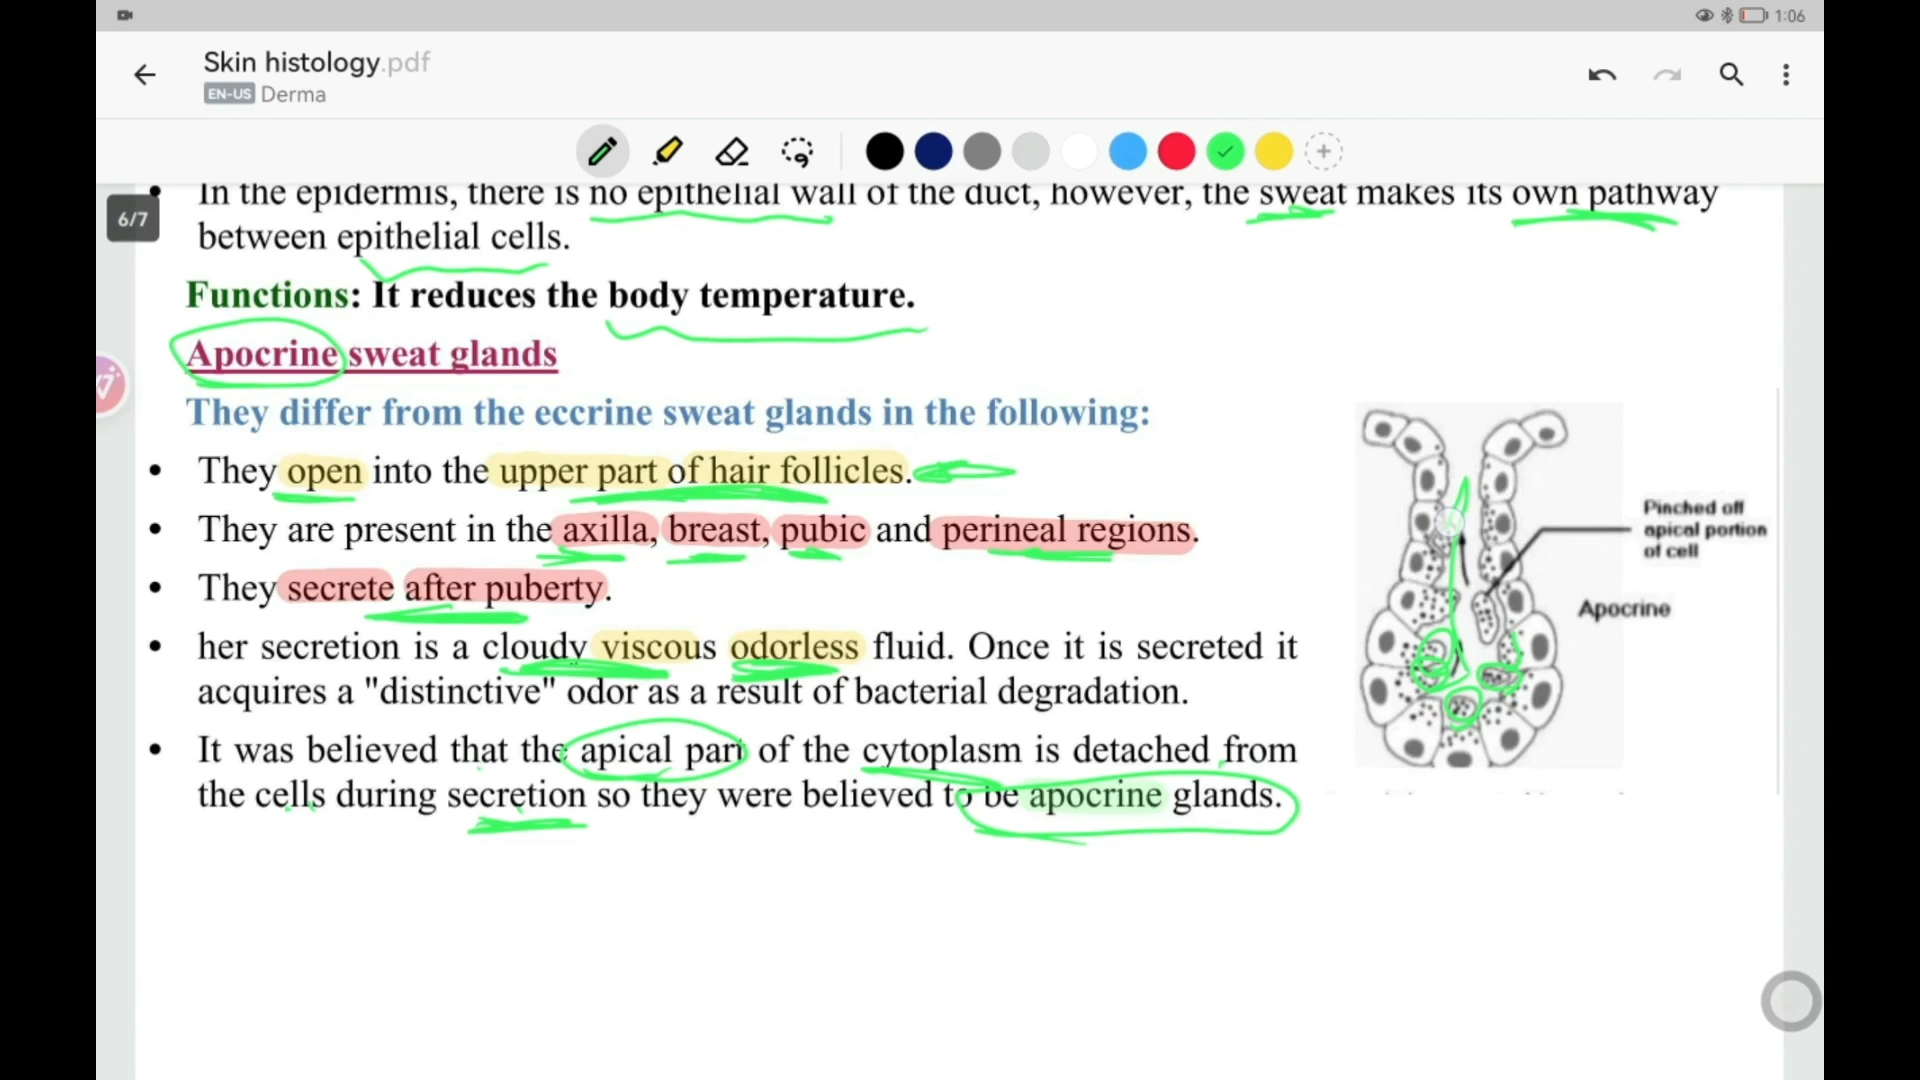 1:06
Skin histology.pdf
EN-US Derma
In the epidermis, there is no epithelial wall of the duct, however, the sweat makes its own pathway
6/7
between epithelial cells.
Functions: It reduces the body temperature.
Apocrine sweat glands
They differ from the eccrine sweat glands in the following:
• They open into the upper part of hair follicles.
• They are present in the axilla, breast, pubic and perineal regions.
• They secrete after puberty.
• her secretion is a cloudy viscous odorless fluid. Once it is secreted it
acquires a "distinctive" odor as a result of bacterial degradation.
• It was believed that the apical part of the cytoplasm is detached from
the cells during secretion so they were believed to be apocrine glands.
Pinched off
apical portion
of cell
Apocrine